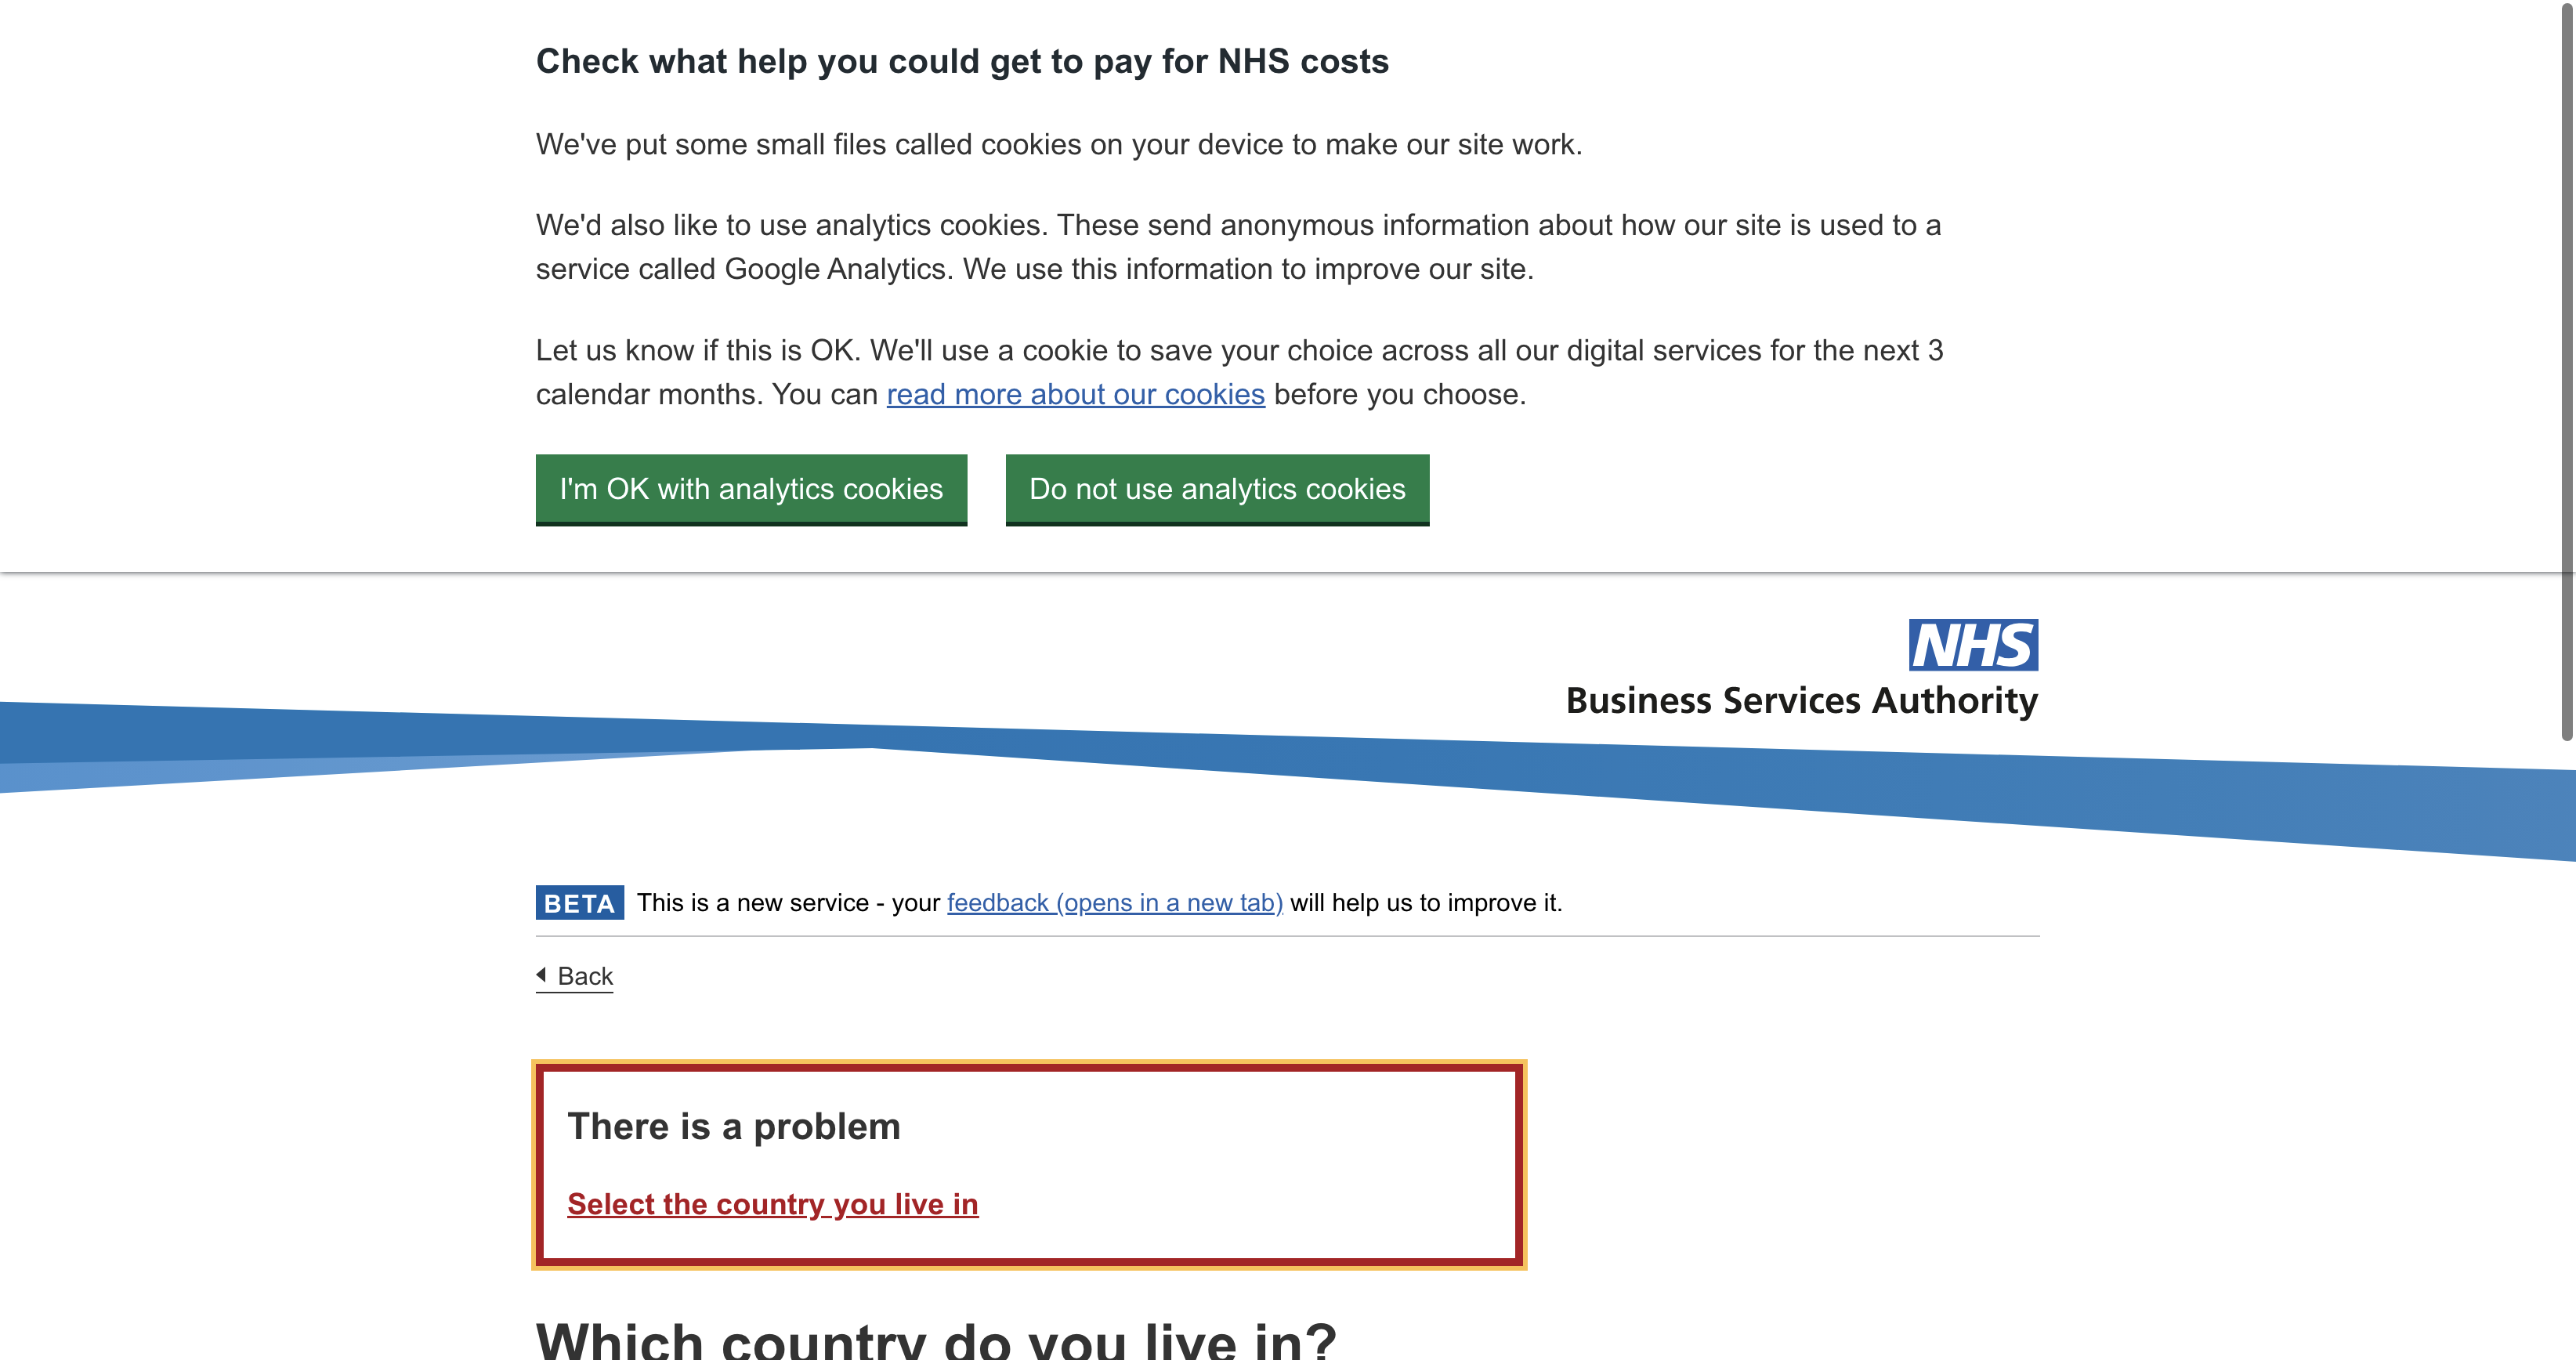 Check what help you could get to pay for NHS costs
We've put some small files called cookies on your device to make our site work.
We'd also like to use analytics cookies. These send anonymous information about how our site is used to a
service called Google Analytics. We use this information to improve our site.
Let us know if this is OK. We'll use a cookie to save your choice across all our digital services for the next 3
calendar months. You can read more about our cookies before you choose.
I'm OK with analytics cookies Do not use analytics cookies
NHS
Business Services Authority
BETA This is a new service - your feedback (opens in a new tab) will help us to improve it.
Back
There is a problem
Select the country you live in
Which country do you live in?